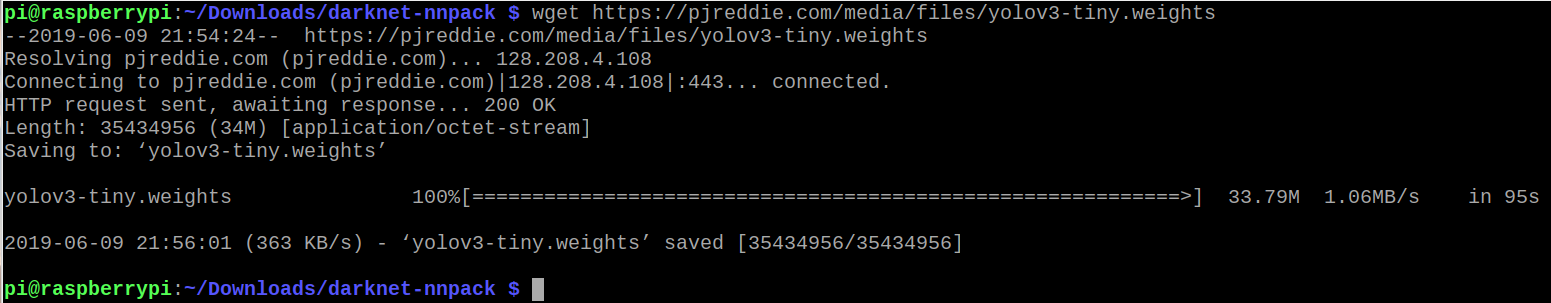 pi@raspberrypi:~/Downloads/darknet-nnpack $ wget https://pjreddie.com/media/files/yolov3-tiny.weights
--2019-06-09 21:54:24--  https://pjreddie.com/media/files/yolov3-tiny.weights
Resolving pjreddie.com (pjreddie.com)... 128.208.4.108
Connecting to pjreddie.com (pjreddie.com)|128.208.4.108|:443... connected.
HTTP request sent, awaiting response... 200 OK
Length: 35434956 (34M) [application/octet-stream]
Saving to: ‘yolov3-tiny.weights’
yolov3-tiny.weights               100%[===========================================================>]  33.79M  1.06MB/s    in 95s
2019-06-09 21:56:01 (363 KB/s) - ‘yolov3-tiny.weights’ saved [35434956/35434956]
pi@raspberrypi:~/Downloads/darknet-nnpack $